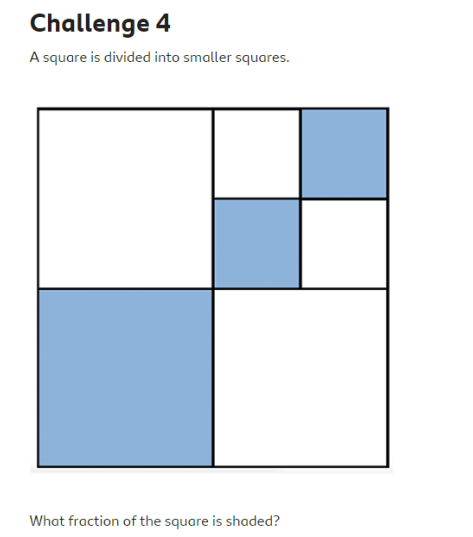 Challenge 4
A square is divided into smaller squares.
What fraction of the square is shaded?